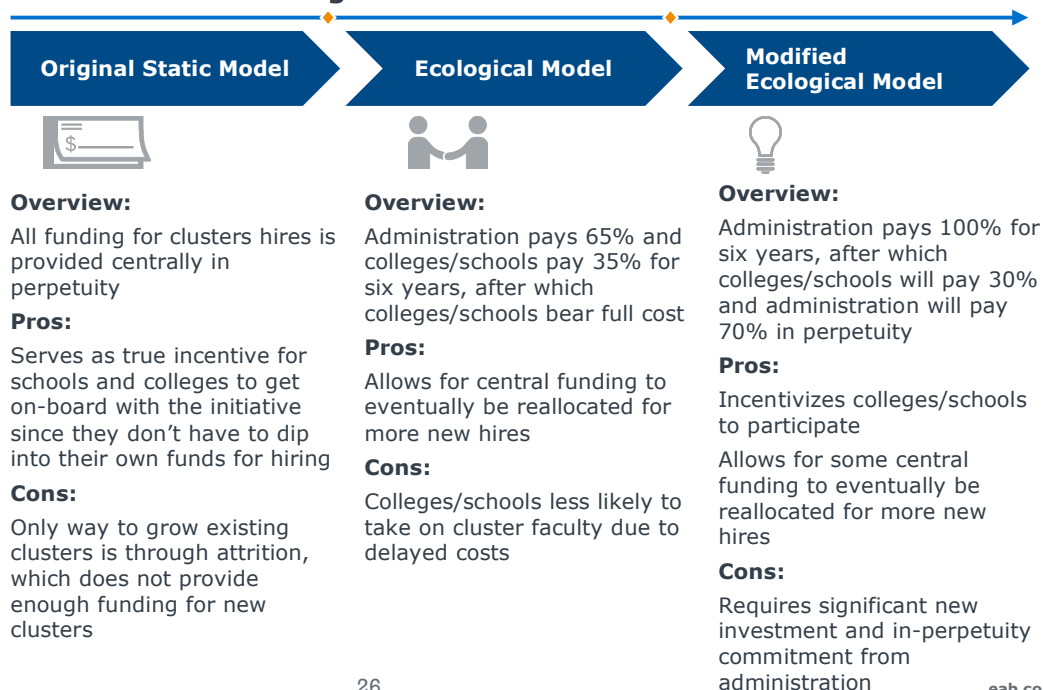 Original Static Model
Ecological Model
Modified
Ecological Model
$
Overview:
All funding for clusters hires is
provided centrally in
perpetuity
Pros:
Serves as true incentive for
schools and colleges to get
on-board with the initiative
since they don’t have to dip
into their own funds for hiring
Cons:
Only way to grow existing
clusters is through attrition,
which does not provide
enough funding for new
clusters
Overview:
Administration pays 65% and
colleges/schools pay 35% for
six years, after which
colleges/schools bear full cost
Pros:
Allows for central funding to
eventually be reallocated for
more new hires
Cons:
Colleges/schools less likely to
take on cluster faculty due to
delayed costs
Overview:
Administration pays 100% for
six years, after which
colleges/schools will pay 30%
and administration will pay
70% in perpetuity
Pros:
Incentivizes colleges/schools
to participate
Allows for some central
funding to eventually be
reallocated for more new
hires
Cons:
Requires significant new
investment and in-perpetuity
commitment from
administration
26